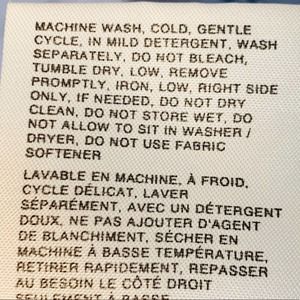 MACHINE WASH, COLD, GENTLE
CYCLE, IN MILD DETERGENT, WASH
SEPARATELY, DO NOT BLEACH,
TUMBLE DRY, LOW, REMOVE
PROMPTLY, IRON, LOW, RIGHT SIDE
ONLY, IF NEEDED, DO NOT DRY
CLEAN, DO NOT STORE WET, DO
NOT ALLOW TO SIT IN WASHER /
DRYER, DO NOT USE FABRIC
SOFTENER
LAVABLE EN MACHINE, À FROID,
CYCLE DÉLICAT, LAVER
SÉPARÉMENT, AVEC UN DÉTERGENT
DOUX, NE PAS AJOUTER D'AGENT
DE BLANCHIMENT, SÉCHER EN
MACHINE À BASSE TEMPÉRATURE,
RETIRER RAPIDEMENT, REPASSER
AU BESOIN LE CÔTÉ DROIT
SEULEMENT À BASSE